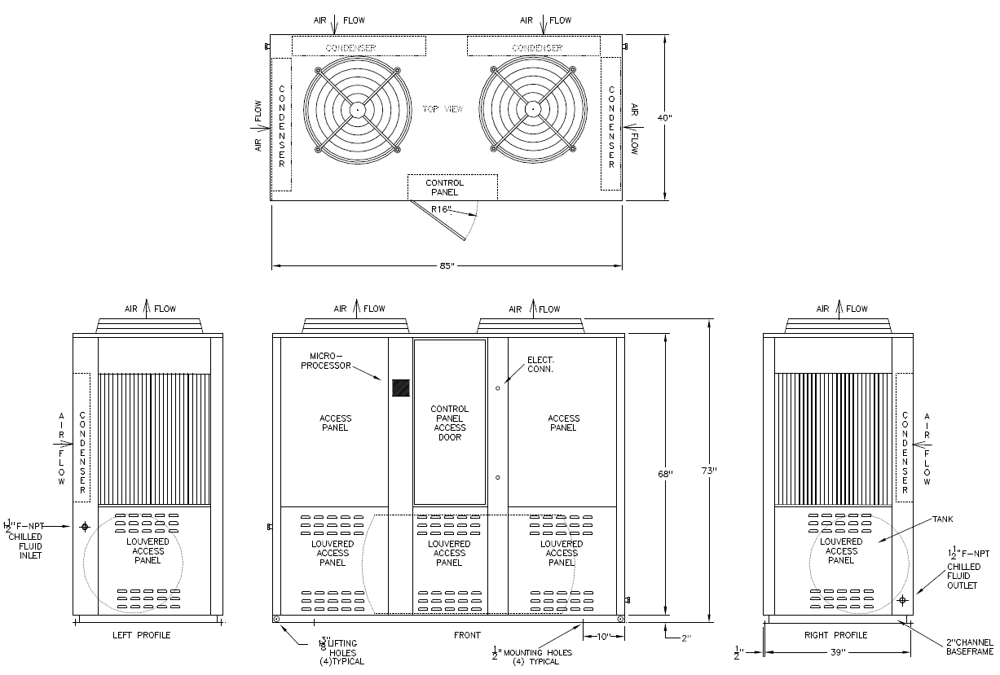 AIR FLOW
AIR FLOW
CONDENSER
CONDENSER
CONDENSER
CONDENSER
AIR FLOW
AIR FLOW
TOP VIEW
40"
CONTROL
PANEL
R16"
85"
AIR FLOW
AIR FLOW
AIR FLOW
AIR FLOW
MICRO-
PROCESSOR
ELECT.
CONN.
ACCESS
PANEL
CONTROL
PANEL
ACCESS
DOOR
ACCESS
PANEL
AIR FLOW
CONDENSER
CONDENSER
AIR FLOW
68"
73"
1 1/2" F-NPT
CHILLED
FLUID
INLET
LOUVERED
ACCESS
PANEL
LOUVERED
ACCESS
PANEL
LOUVERED
ACCESS
PANEL
LOUVERED
ACCESS
PANEL
LOUVERED
ACCESS
PANEL
TANK
1 1/2" F-NPT
CHILLED
FLUID
OUTLET
LEFT PROFILE
FRONT
RIGHT PROFILE
10"
2"
LIFTING
HOLES
(4)TYPICAL
1/2" MOUNTING HOLES
(4) TYPICAL
1/2"
39"
2"CHANNEL
BASEFRAME